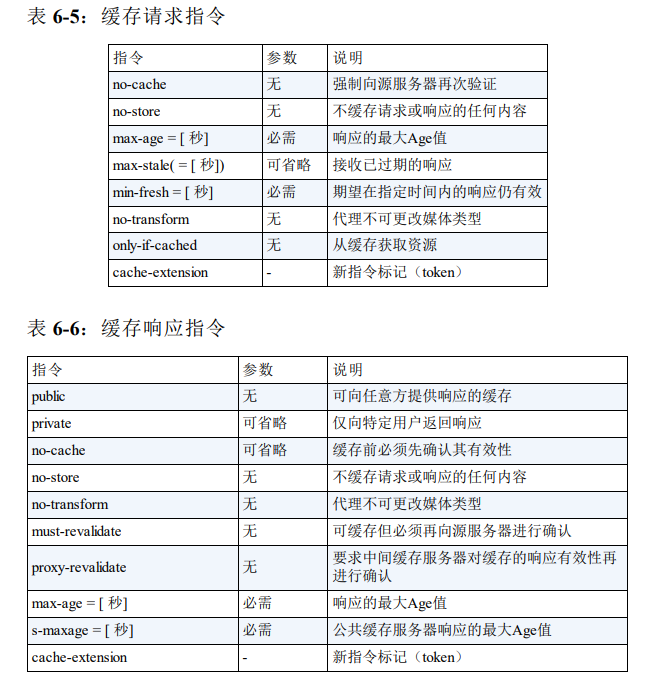 表 6-5：缓存请求指令
指令 参数 说明
no-cache 无 强制向源服务器再次验证
no-store 无 不缓存请求或响应的任何内容
max-age = [ 秒] 必需 响应的最大Age值
max-stale( = [ 秒]) 可省略 接收已过期的响应
min-fresh = [ 秒] 必需 期望在指定时间内的响应仍有效
no-transform 无 代理不可更改媒体类型
only-if-cached 无 从缓存获取资源
cache-extension - 新指令标记（token）
表 6-6：缓存响应指令
指令 参数 说明
public 无 可向任意方提供响应的缓存
private 可省略 仅向特定用户返回响应
no-cache 可省略 缓存前必须先确认其有效性
no-store 无 不缓存请求或响应的任何内容
no-transform 无 代理不可更改媒体类型
must-revalidate 无 可缓存但必须再向源服务器进行确认
proxy-revalidate 无 要求中间缓存服务器对缓存的响应有效性再
进行确认
max-age = [ 秒] 必需 响应的最大Age值
s-maxage = [ 秒] 必需 公共缓存服务器响应的最大Age值
cache-extension - 新指令标记（token）